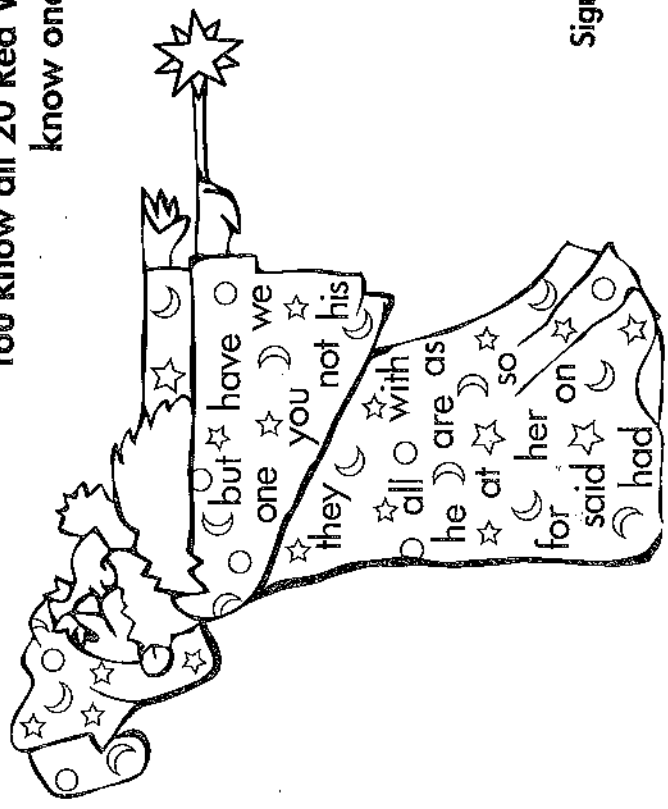 You know all 20 Red
know one
but have
one we
you
they not his
all with
he are as
at so
for her on
said
had